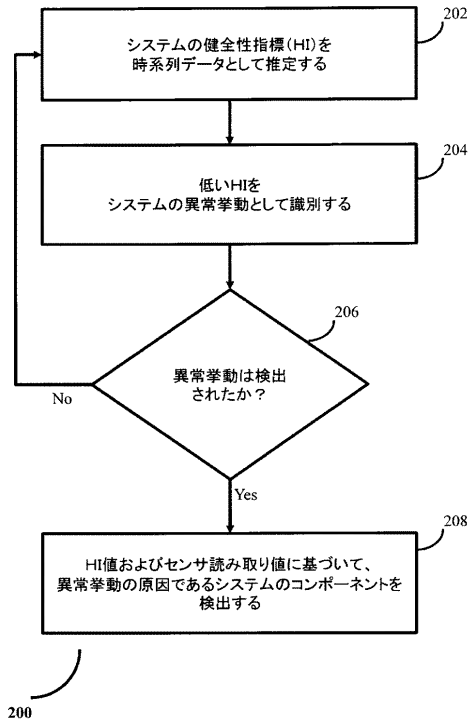 202
システムの健全性指標(HI)を
時系列データとして推定する
204
低いHIを
システムの異常挙動として識別する
206
異常挙動は検出
されたか?
No
Yes
208
HI値およびセンサ読み取り値に基づいて、
異常挙動の原因であるシステムのコンポーネントを
検出する
200